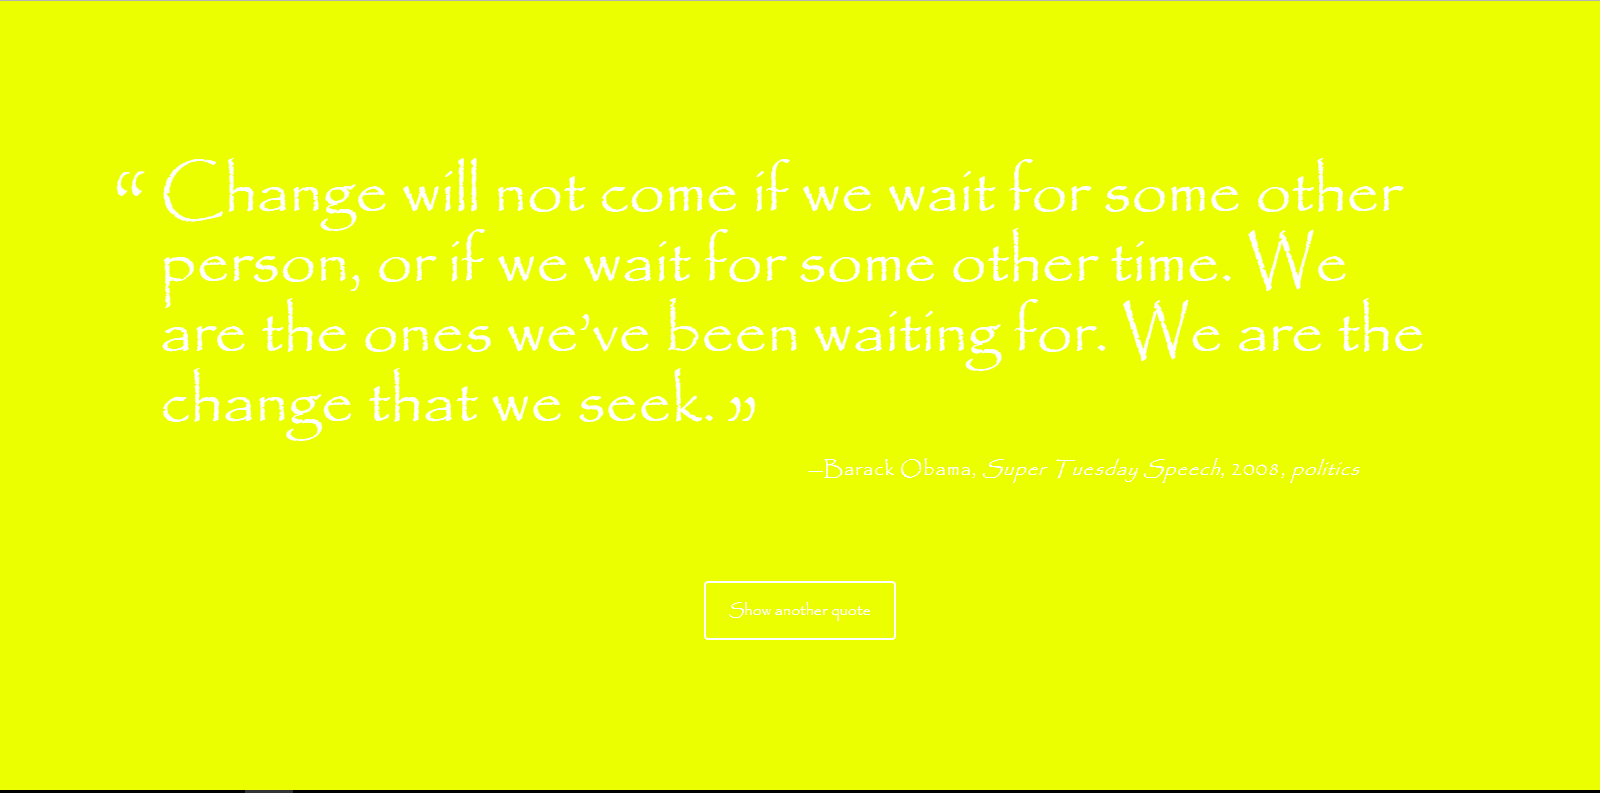 “ Change will not come if we wait for some other
person, or if we wait for some other time. We
are the ones we’ve been waiting for. We are the
change that we seek. ”
—Barack Obama, Super Tuesday Speech, 2008, politics
Show another quote